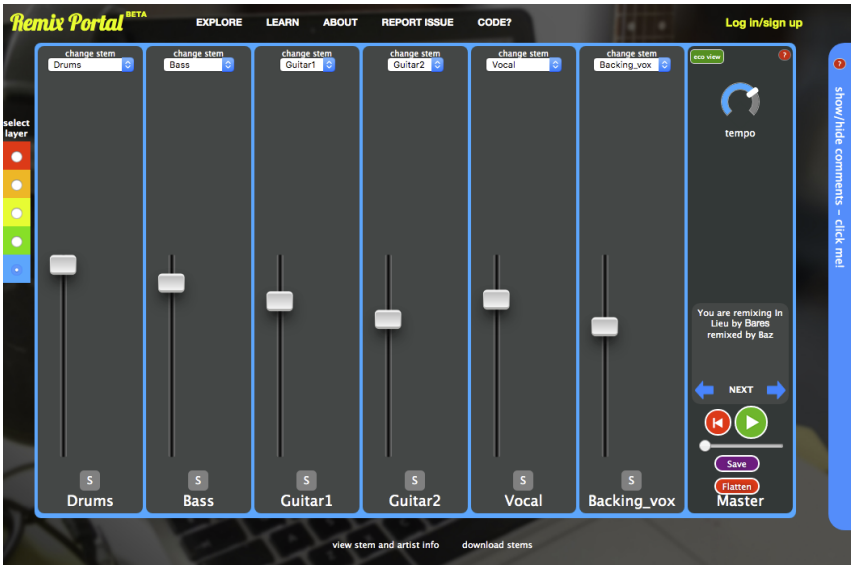 Remix Portal BETA
EXPLORE LEARN ABOUT REPORT ISSUE CODE?
Log in/sign up
select
layer
change stem
Drums
S
Drums
change stem
Bass
S
Bass
change stem
Guitar1
S
Guitar1
change stem
Guitar2
S
Guitar2
change stem
Vocal
S
Vocal
change stem
Backing_vox
S
Backing_vox
eco view
?
tempo
You are remixing In
Lieu by Bares
remixed by Baz
NEXT
Save
Flatten
Master
?
show/hide comments - click me!
view stem and artist info download stems